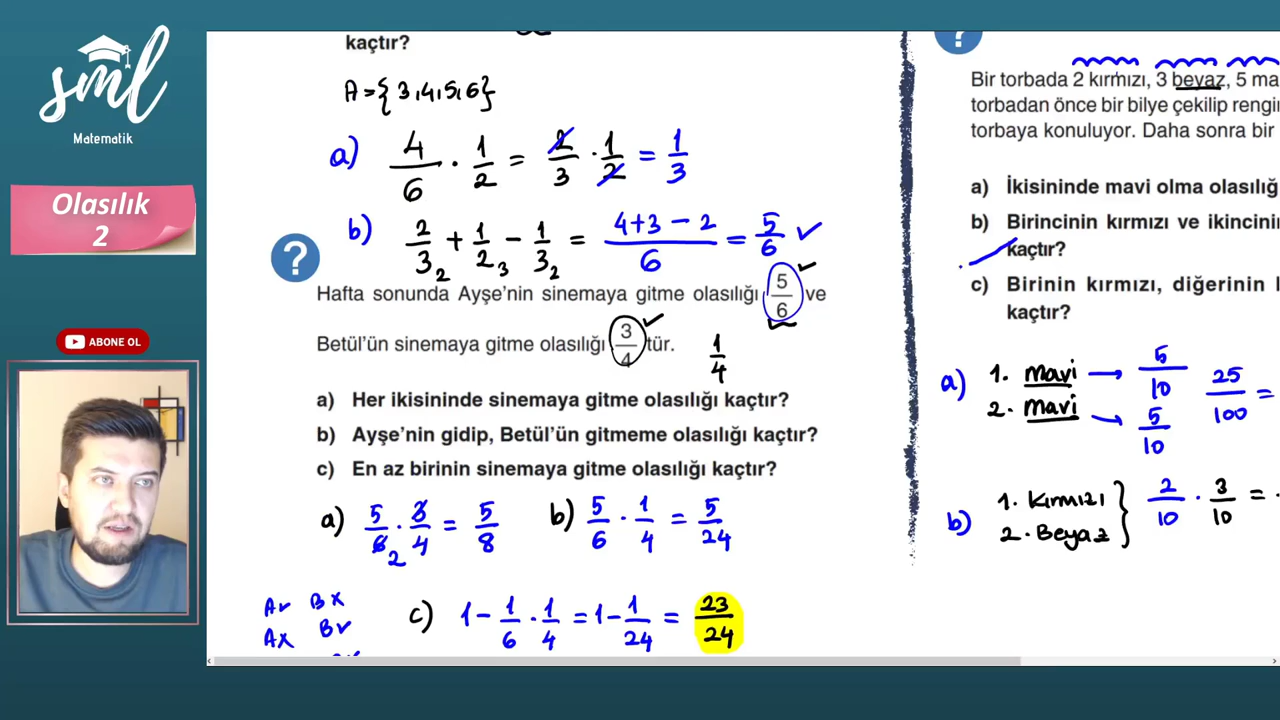 sml
Matematik
Olasılık
2
ABONE OL
kaçtır?
A={3,4,5,6}
a) 4/6 · 1/2 = 2/3 · 1/2 = 1/3
b) 2/3 2 + 1/2 3 − 1/3 2 = 4+3−2/6 = 5/6 ✓
?
Hafta sonunda Ayşe'nin sinemaya gitme olasılığı 5/6 ve
Betül'ün sinemaya gitme olasılığı 3/4 tür.
1/4
a) Her ikisininde sinemaya gitme olasılığı kaçtır?
b) Ayşe'nin gidip, Betül'ün gitmeme olasılığı kaçtır?
c) En az birinin sinemaya gitme olasılığı kaçtır?
a) 5/6 2 · 3/4 = 5/8
b) 5/6 · 1/4 = 5/24
A✓ B×
A× B✓
c) 1 − 1/6 · 1/4 = 1 − 1/24 = 23/24
?
Bir torbada 2 kırmızı, 3 beyaz, 5 ma
torbadan önce bir bilye çekilip rengin
torbaya konuluyor. Daha sonra bir
a) İkisininde mavi olma olasılığ
b) Birincinin kırmızı ve ikincini
kaçtır?
c) Birinin kırmızı, diğerinin
kaçtır?
a) 1. Mavi → 5/10
2. Mavi → 5/10
25/100 =
b) 1. Kırmızı
2. Beyaz
2/10 · 3/10 =